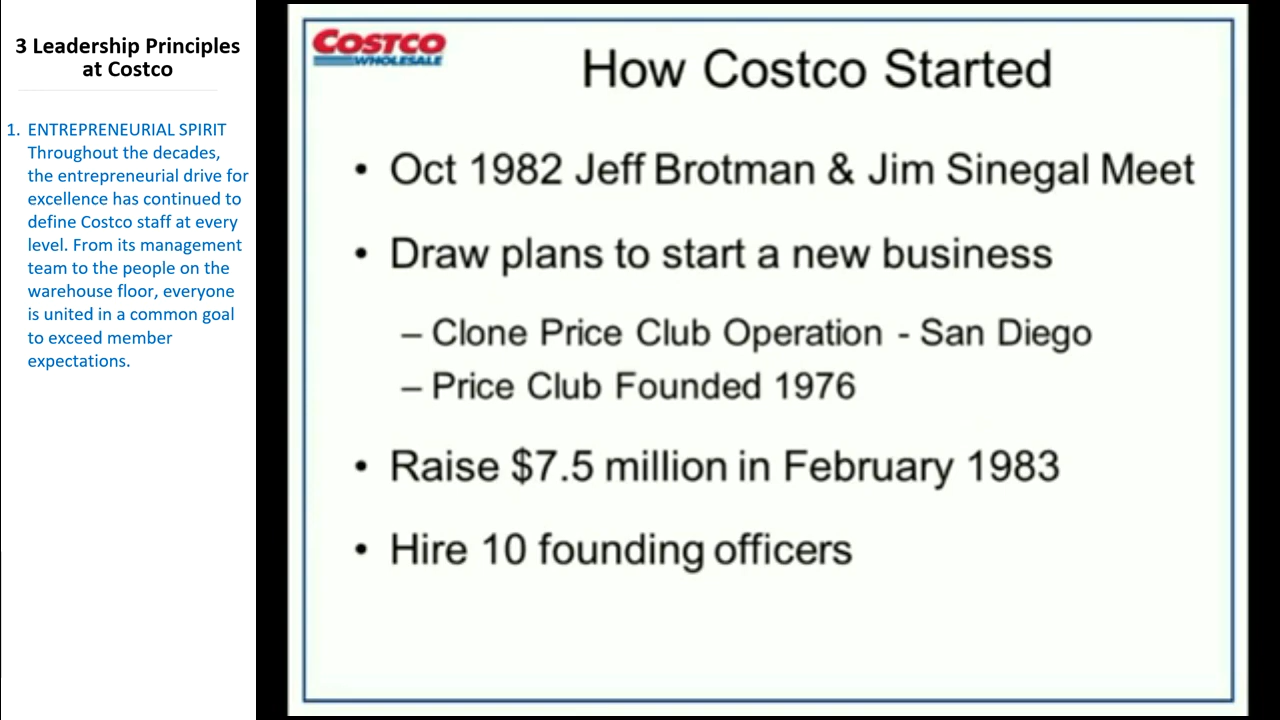 3 Leadership Principles
at Costco
1. ENTREPRENEURIAL SPIRIT
Throughout the decades,
the entrepreneurial drive for
excellence has continued to
define Costco staff at every
level. From its management
team to the people on the
warehouse floor, everyone
is united in a common goal
to exceed member
expectations.
COSTCO
WHOLESALE
How Costco Started
• Oct 1982 Jeff Brotman & Jim Sinegal Meet
• Draw plans to start a new business
– Clone Price Club Operation - San Diego
– Price Club Founded 1976
• Raise $7.5 million in February 1983
• Hire 10 founding officers